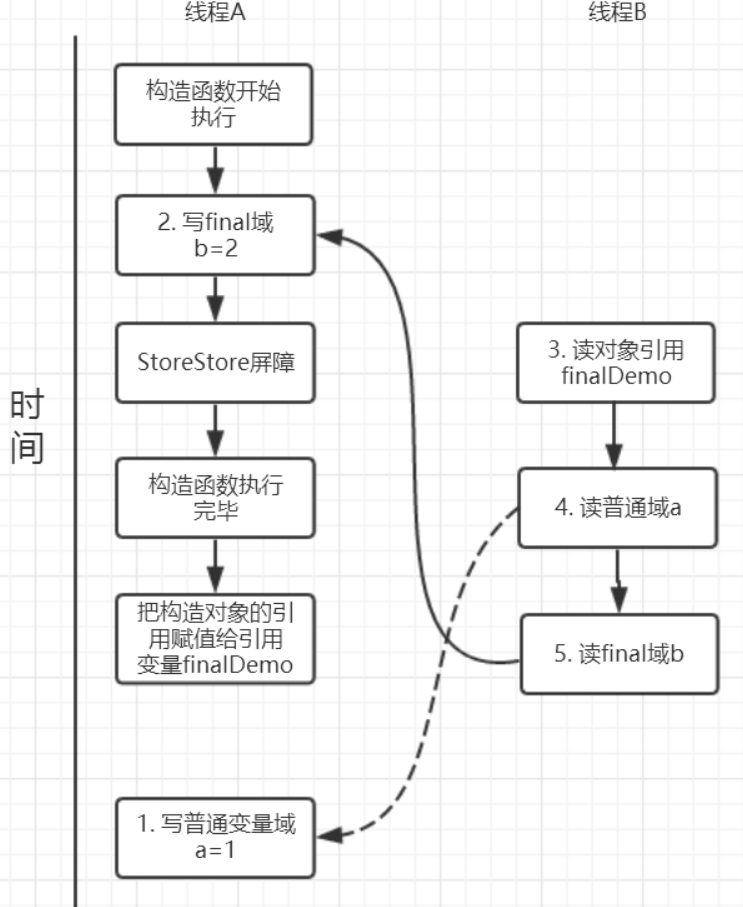 线程A
线程B
构造函数开始
执行
2. 写final域
b=2
StoreStore屏障
3. 读对象引用
finalDemo
时
间
构造函数执行
完毕
4. 读普通域a
把构造对象的引
用赋值给引用
变量finalDemo
5. 读final域b
1. 写普通变量域
a=1